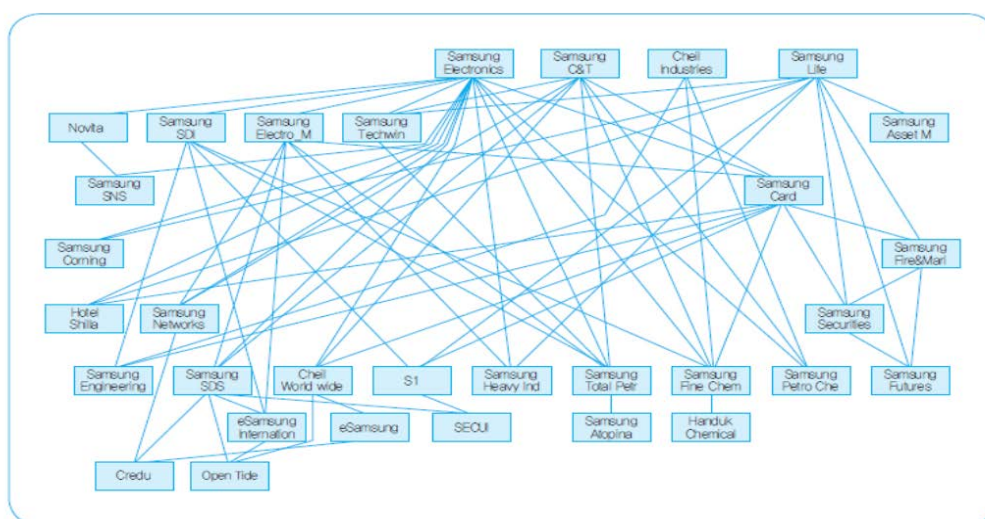 Samsung
Electronics
Samsung
C&T
Cheil
Industries
Samsung
Life
Novita
Samsung
SDI
Samsung
Electro_M
Samsung
Techwin
Samsung
Asset M
Samsung
SNS
Samsung
Card
Samsung
Corning
Samsung
Fire&Mari
Hotel
Shilla
Samsung
Networks
Samsung
Securities
Samsung
Engineering
Samsung
SDS
Cheil
World wide
S1
Samsung
Heavy Ind
Samsung
Total Petr
Samsung
Fine Chem
Samsung
Petro Che
Samsung
Futures
eSamsung
Internation
eSamsung
SECUI
Samsung
Atopina
Handuk
Chemical
Credu
Open Tide